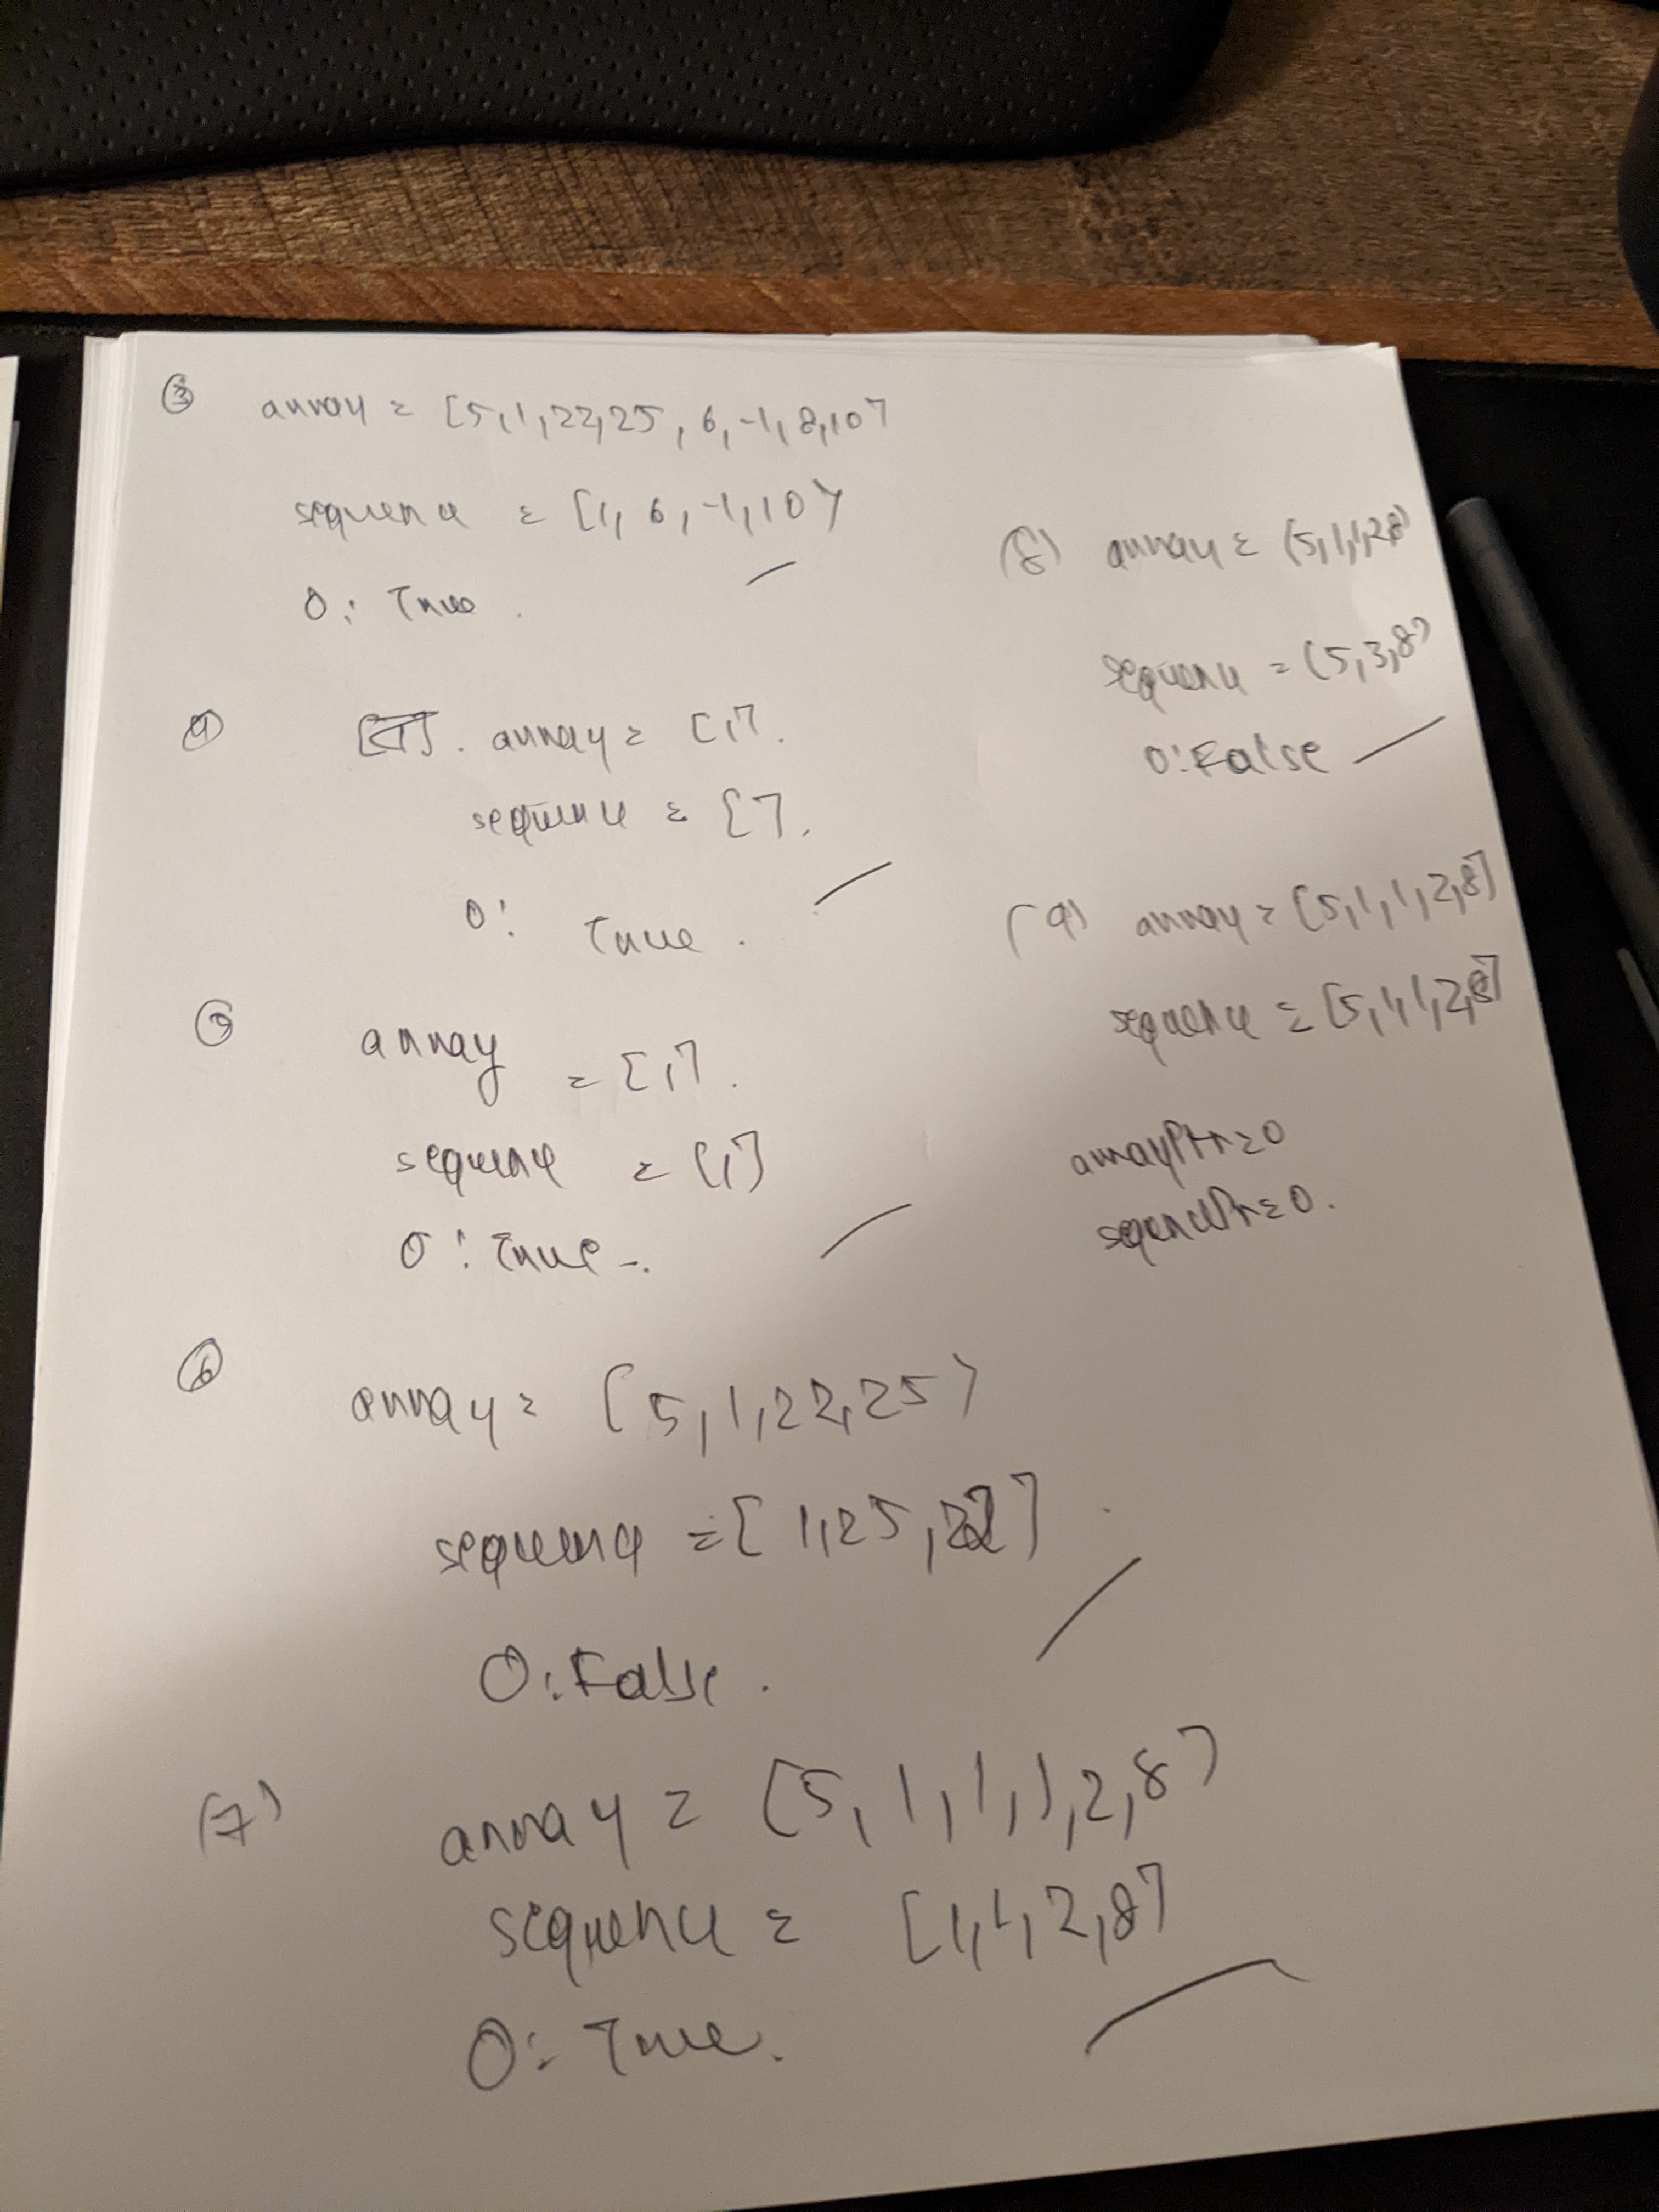 ③ array = [5,1,22,25,6,-1,8,10]
sequence = [1,6,-1,10]
O: True.
④ array = [1].
sequence = [].
O: True.
array = [1].
sequence = [1]
O: True.
⑥ array = [5,1,22,25]
sequence = [1,25,22].
O: False.
(7) array = [5,1,1,1,2,8]
sequence = [1,1,2,8]
O: True.
(8) array = [5,1,1,2,8]
sequence = [5,3,8]
O: False
(9) array = [5,1,1,2,8]
sequence = [5,1,1,2,8]
arrayPtr=0
sequencePtr=0.